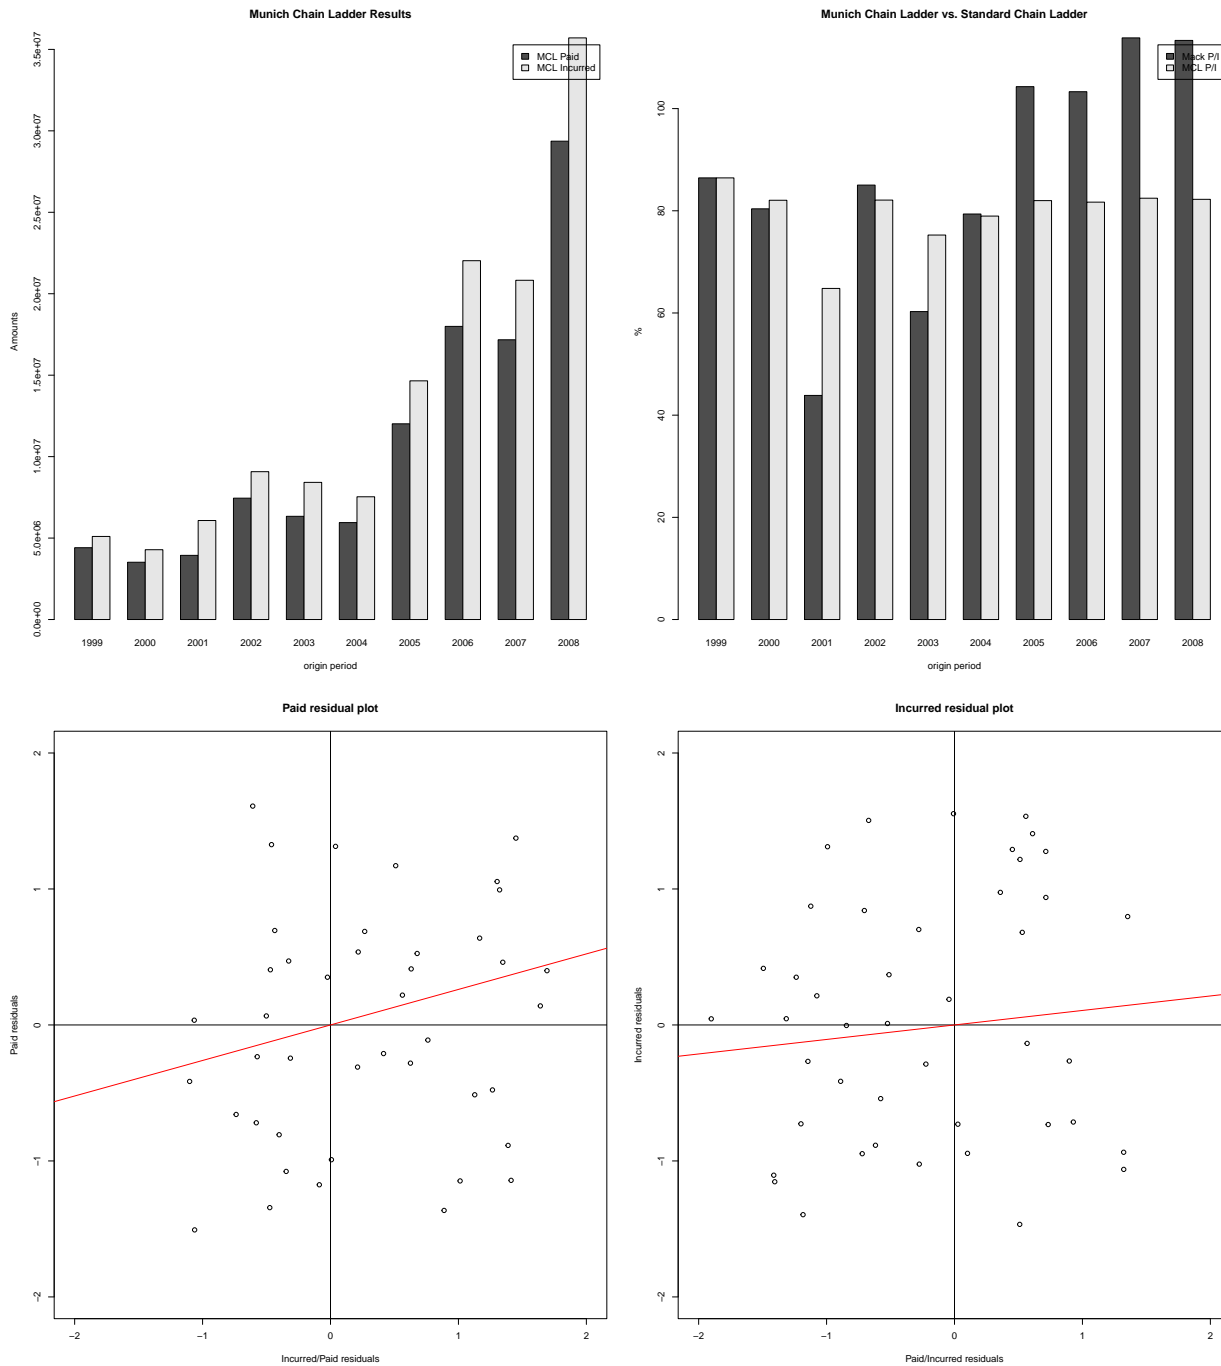 Munich Chain Ladder Results
MCL Paid
MCL Incurred
Amounts
0.0e+00
5.0e+06
1.0e+07
1.5e+07
2.0e+07
2.5e+07
3.0e+07
3.5e+07
1999 2000 2001 2002 2003 2004 2005 2006 2007 2008
origin period
Munich Chain Ladder vs. Standard Chain Ladder
Mack P/I
MCL P/I
%
0
20
40
60
80
100
1999 2000 2001 2002 2003 2004 2005 2006 2007 2008
origin period
Paid residual plot
Paid residuals
−2
−1
0
1
2
−2 −1 0 1 2
Incurred/Paid residuals
Incurred residual plot
Incurred residuals
−2
−1
0
1
2
−2 −1 0 1 2
Paid/Incurred residuals